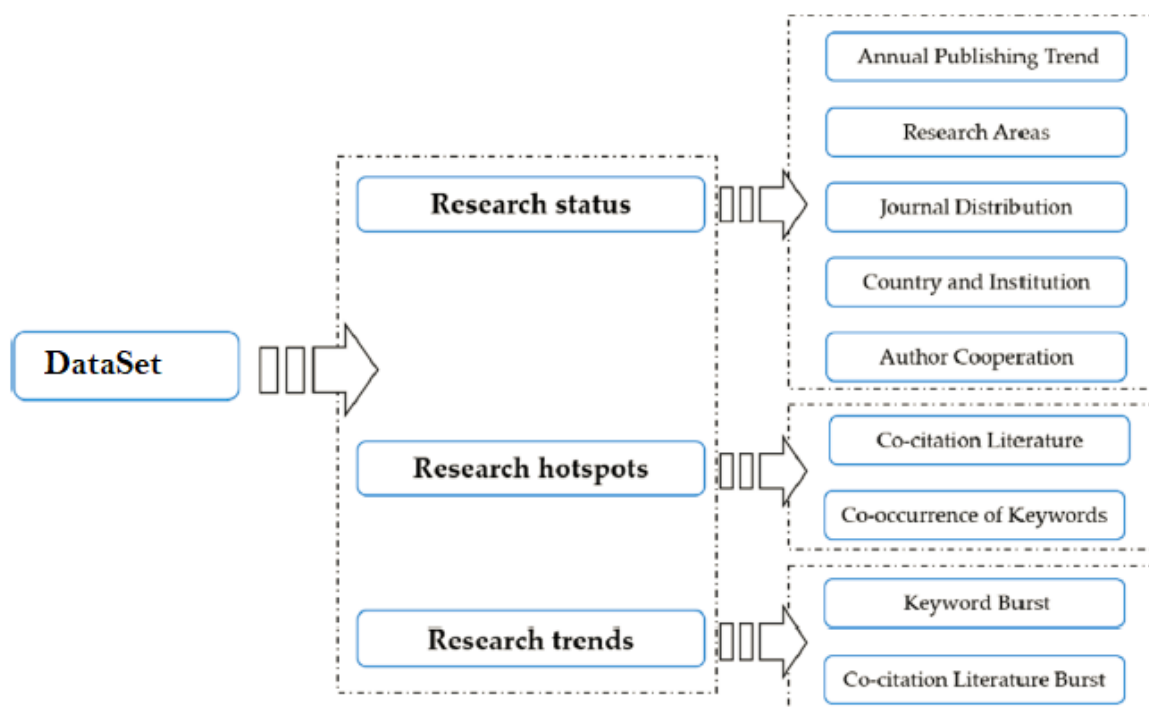 DataSet
Research status
Research hotspots
Research trends
Annual Publishing Trend
Research Areas
Journal Distribution
Country and Institution
Author Cooperation
Co-citation Literature
Co-occurrence of Keywords
Keyword Burst
Co-citation Literature Burst